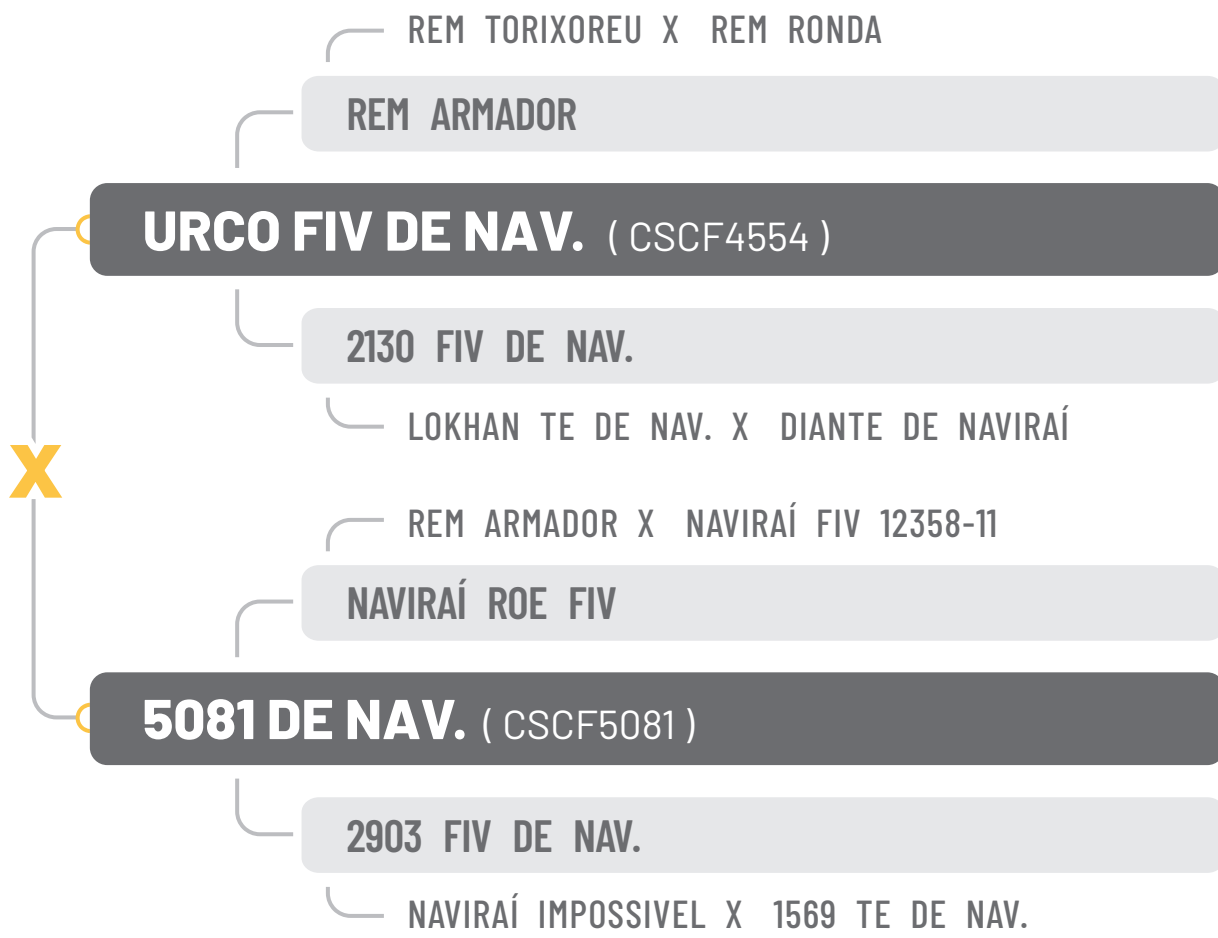 REM TORIXOREU X REM RONDA
REM ARMADOR
URCO FIV DE NAV. ( CSCF4554 )
2130 FIV DE NAV.
LOKHAN TE DE NAV. X DIANTE DE NAVIRAÍ
X
REM ARMADOR X NAVIRAÍ FIV 12358-11
NAVIRAÍ ROE FIV
5081 DE NAV. ( CSCF5081 )
2903 FIV DE NAV.
NAVIRAÍ IMPOSSIVEL X 1569 TE DE NAV.